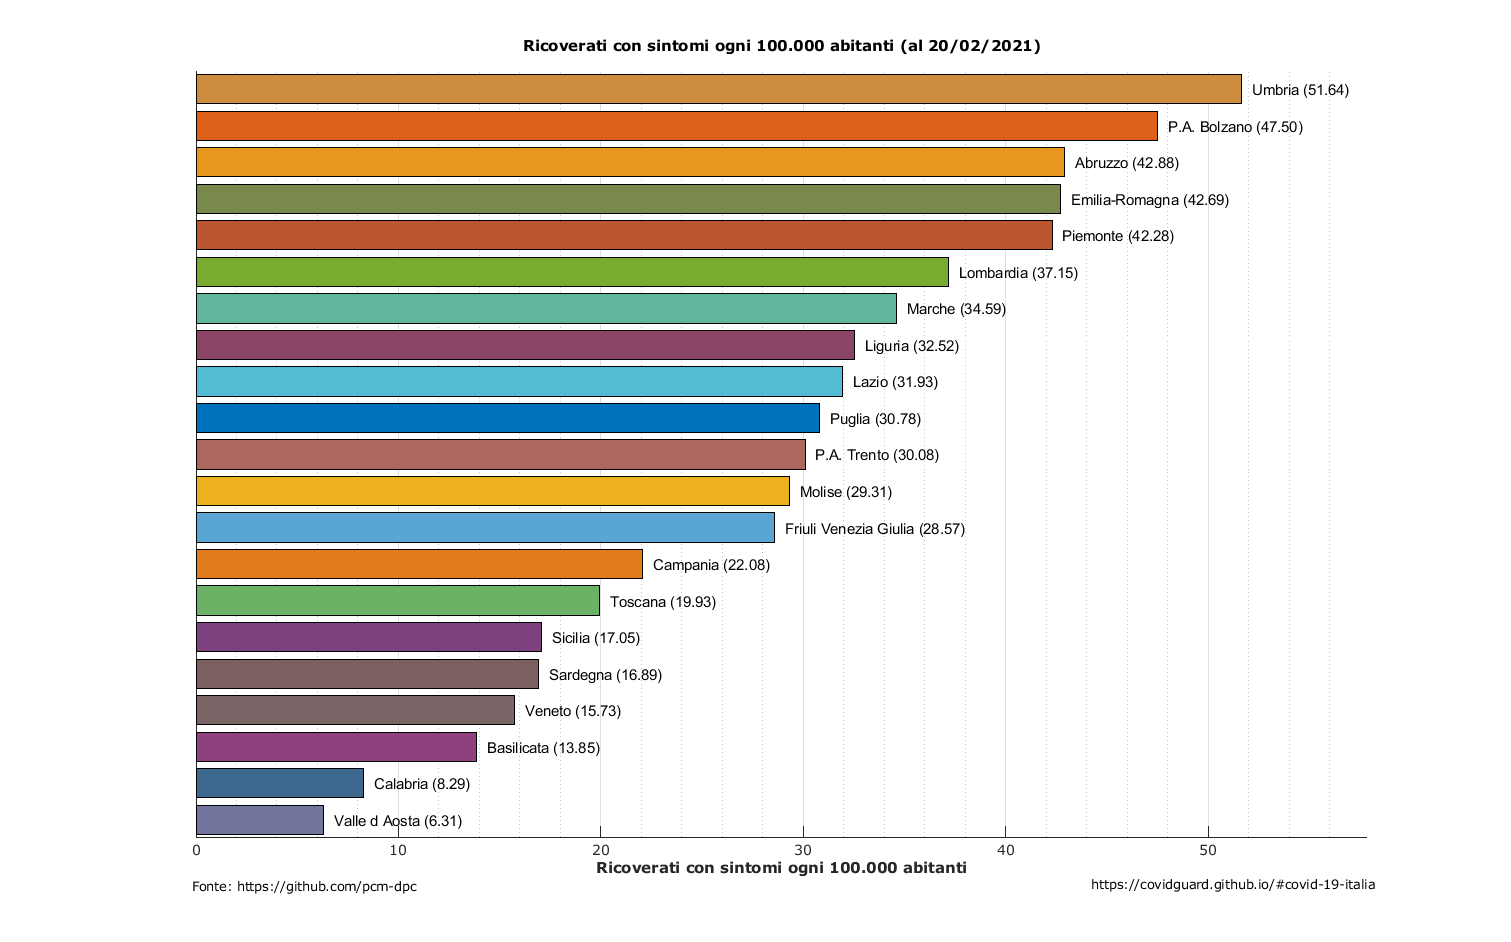 Ricoverati con sintomi ogni 100.000 abitanti (al 20/02/2021)
Umbria (51.64)
P.A. Bolzano (47.50)
Abruzzo (42.88)
Emilia-Romagna (42.69)
Piemonte (42.28)
Lombardia (37.15)
Marche (34.59)
Liguria (32.52)
Lazio (31.93)
Puglia (30.78)
P.A. Trento (30.08)
Molise (29.31)
Friuli Venezia Giulia (28.57)
Campania (22.08)
Toscana (19.93)
Sicilia (17.05)
Sardegna (16.89)
Veneto (15.73)
Basilicata (13.85)
Calabria (8.29)
Valle d Aosta (6.31)
0 10 20 30 40 50
Ricoverati con sintomi ogni 100.000 abitanti
Fonte: https://github.com/pcm-dpc
https://covidguard.github.io/#covid-19-italia